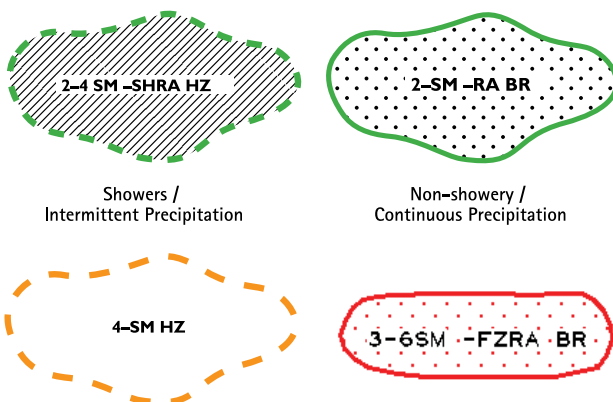 2–4 SM –SHRA HZ
2–SM –RA BR
Showers /
Intermittent Precipitation
Non–showery /
Continuous Precipitation
4–SM HZ
3-6SM -FZRA BR